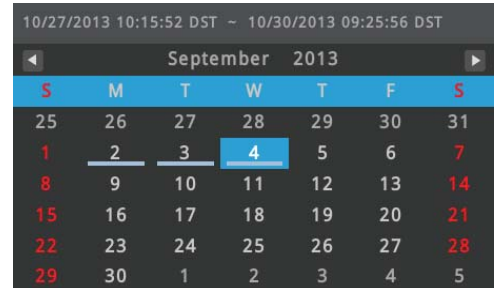 10/27/2013 10:15:52 DST ~ 10/30/2013 09:25:56 DST
September 2013
S M T W T F S
25 26 27 28 29 30 31
1 2 3 4 5 6 7
8 9 10 11 12 13 14
15 16 17 18 19 20 21
22 23 24 25 26 27 28
29 30 1 2 3 4 5